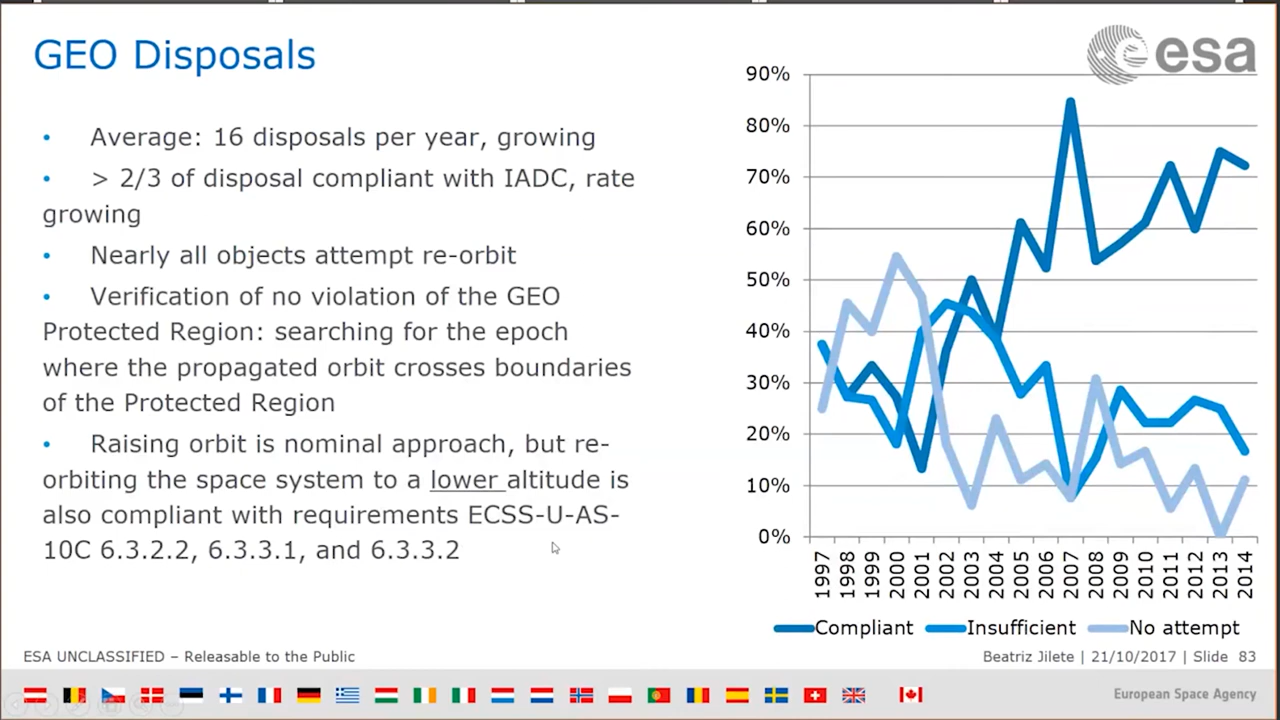 GEO Disposals
esa
• Average: 16 disposals per year, growing
• > 2/3 of disposal compliant with IADC, rate
growing
• Nearly all objects attempt re-orbit
• Verification of no violation of the GEO
Protected Region: searching for the epoch
where the propagated orbit crosses boundaries
of the Protected Region
• Raising orbit is nominal approach, but re-
orbiting the space system to a lower altitude is
also compliant with requirements ECSS-U-AS-
10C 6.3.2.2, 6.3.3.1, and 6.3.3.2
90%
80%
70%
60%
50%
40%
30%
20%
10%
0%
1997
1998
1999
2000
2001
2002
2003
2004
2005
2006
2007
2008
2009
2010
2011
2012
2013
2014
Compliant Insufficient No attempt
ESA UNCLASSIFIED – Releasable to the Public
Beatriz Jilete | 21/10/2017 | Slide 83
European Space Agency